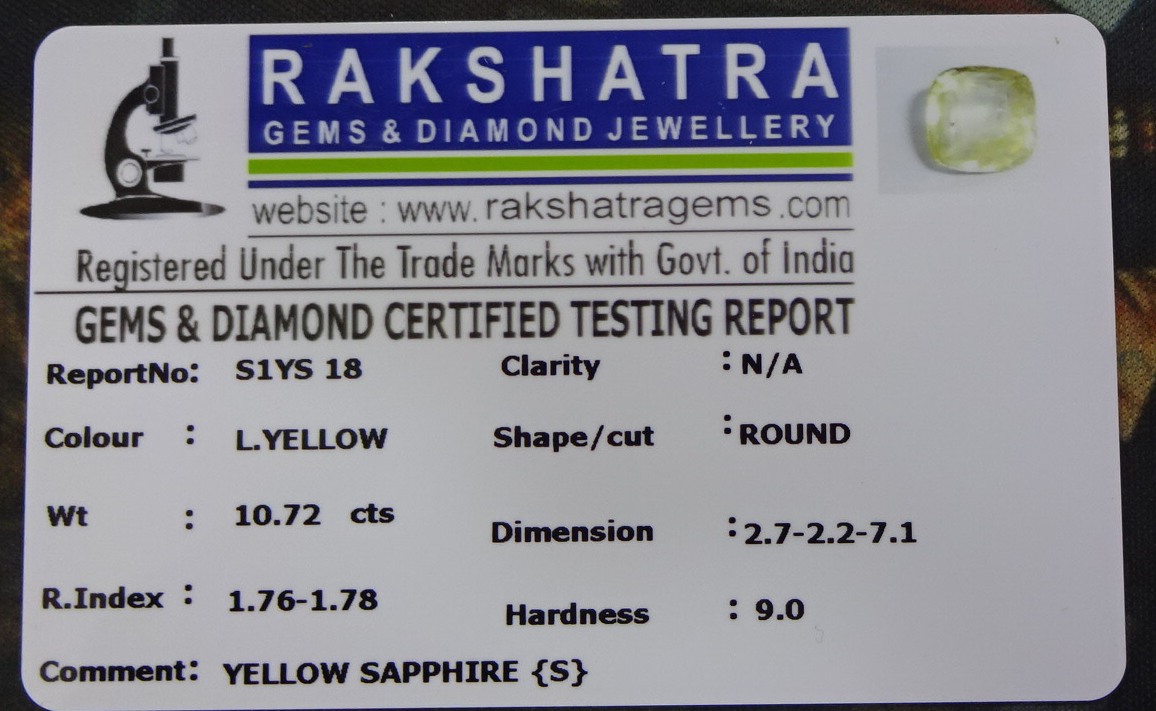 RAKSHATRA
GEMS & DIAMOND JEWELLERY
website : www.rakshatragems.com
Registered Under The Trade Marks with Govt. of India
GEMS & DIAMOND CERTIFIED TESTING REPORT
ReportNo: S1YS 18 Clarity : N/A
Colour : L.YELLOW Shape/cut : ROUND
Wt : 10.72 cts Dimension : 2.7-2.2-7.1
R.Index : 1.76-1.78 Hardness : 9.0
Comment: YELLOW SAPPHIRE {S}